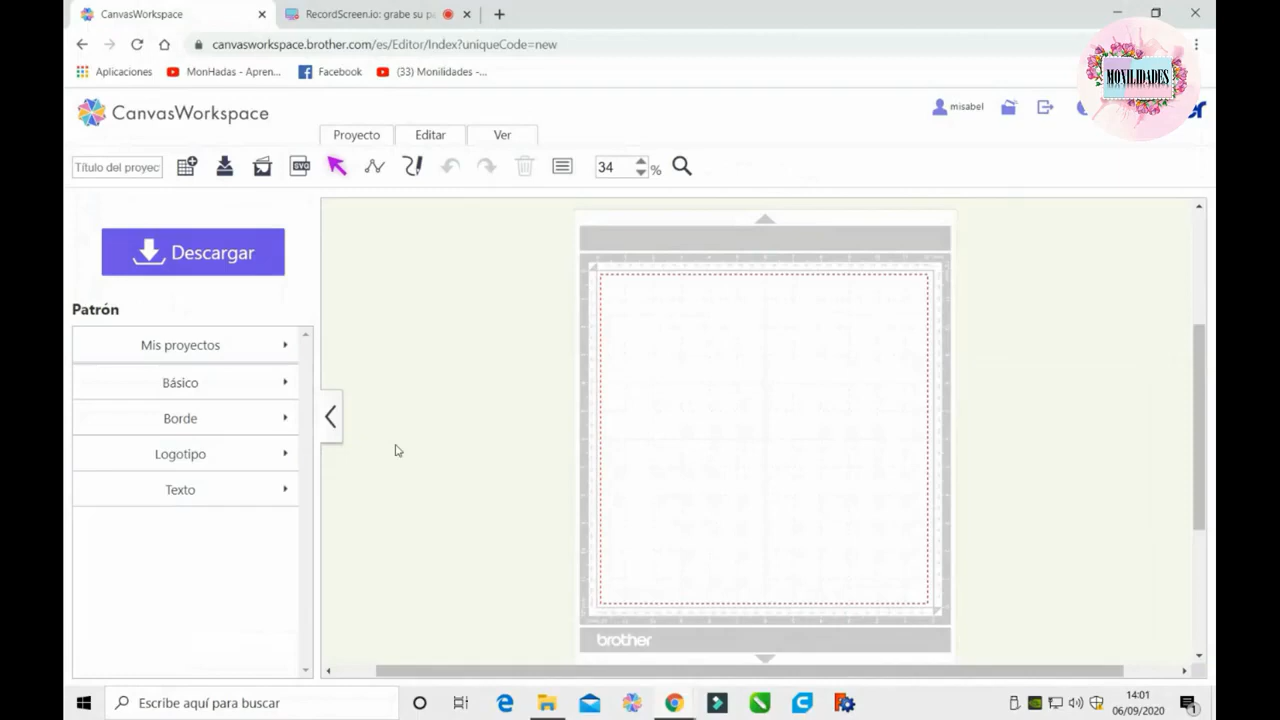 CanvasWorkspace
RecordScreen.io: grabe su p
canvasworkspace.brother.com/es/Editor/Index?uniqueCode=new
Aplicaciones
MonHadas - Apren...
Facebook
(33) Monilidades -...
MONILIDADES
CanvasWorkspace
misabel
Proyecto
Editar
Ver
Título del proyec
SVG
34
%
Descargar
Patrón
Mis proyectos
Básico
Borde
Logotipo
Texto
brother
Escribe aquí para buscar
14:01
06/09/2020
1